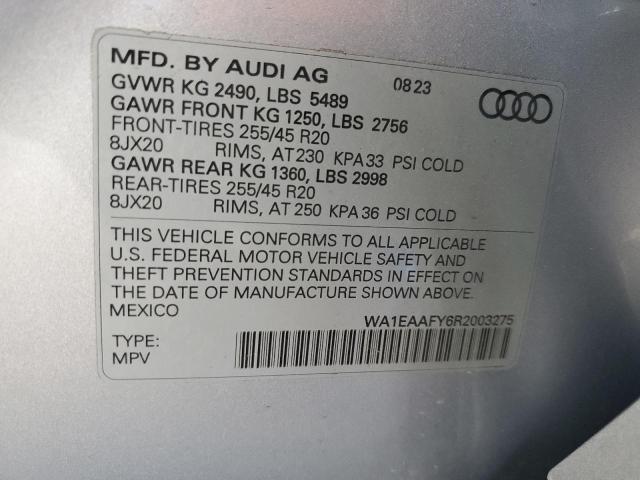 MFD. BY AUDI AG 0823
GVWR KG 2490, LBS 5489
GAWR FRONT KG 1250, LBS 2756
FRONT-TIRES 255/45 R20
8JX20 RIMS, AT 230 KPA 33 PSI COLD
GAWR REAR KG 1360, LBS 2998
REAR-TIRES 255/45 R20
8JX20 RIMS, AT 250 KPA 36 PSI COLD
THIS VEHICLE CONFORMS TO ALL APPLICABLE
U.S. FEDERAL MOTOR VEHICLE SAFETY AND
THEFT PREVENTION STANDARDS IN EFFECT ON
THE DATE OF MANUFACTURE SHOWN ABOVE.
MEXICO
WA1EAAFY6R2003275
TYPE:
MPV